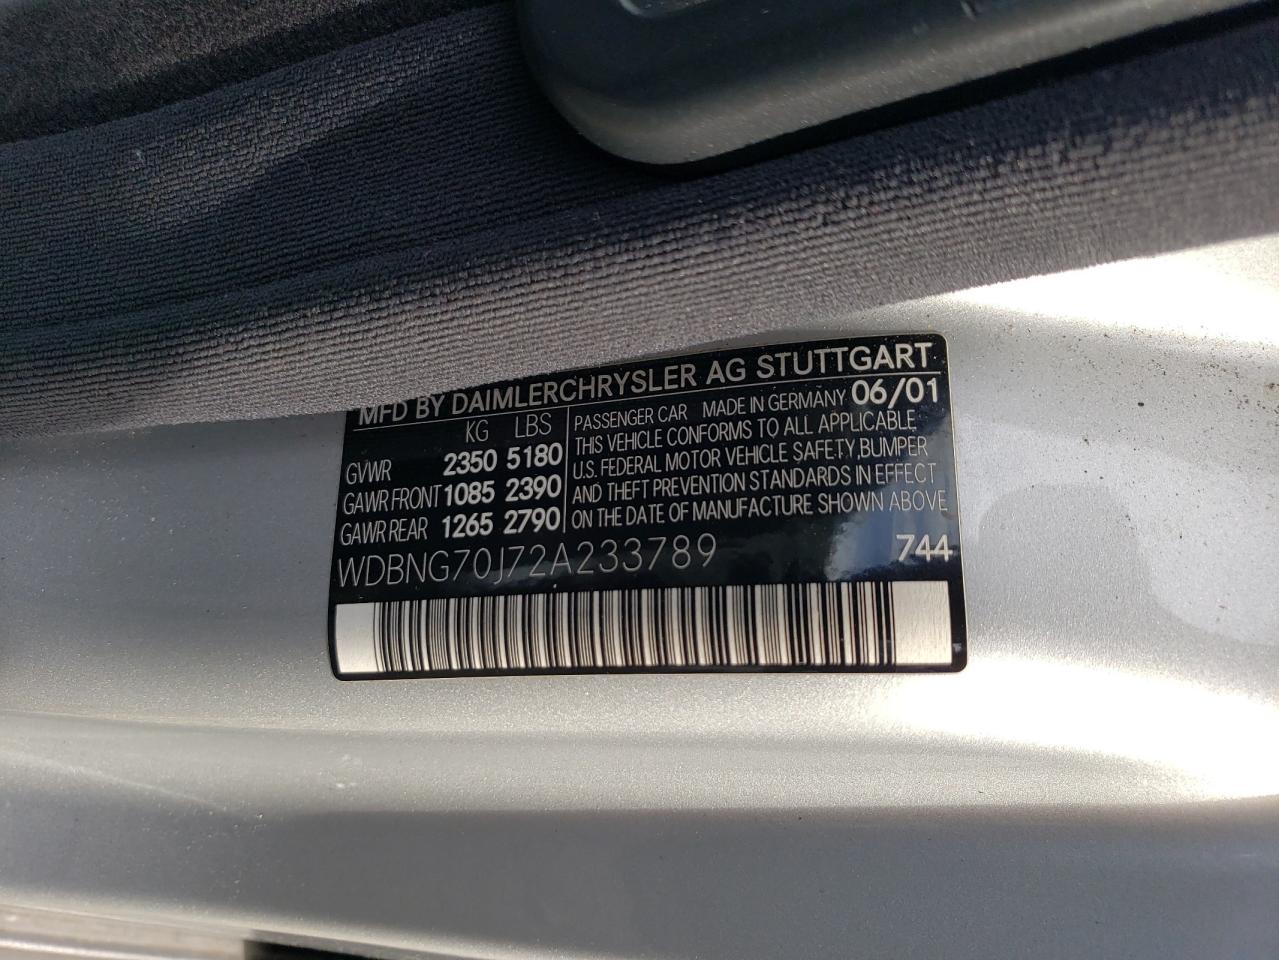 MFD BY DAIMLERCHRYSLER AG STUTTGART
KG LBS
GVWR 2350 5180
GAWR FRONT 1085 2390
GAWR REAR 1265 2790
PASSENGER CAR MADE IN GERMANY 06/01
THIS VEHICLE CONFORMS TO ALL APPLICABLE
U.S. FEDERAL MOTOR VEHICLE SAFETY, BUMPER
AND THEFT PREVENTION STANDARDS IN EFFECT
ON THE DATE OF MANUFACTURE SHOWN ABOVE
WDBNG70J72A233789 744